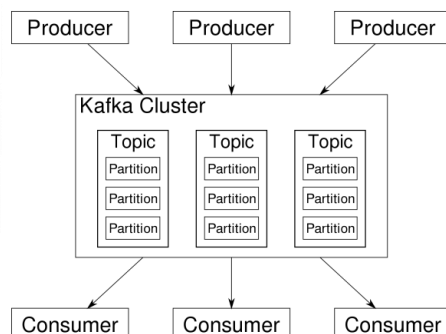 Producer Producer Producer
Kafka Cluster
Topic Topic Topic
Partition Partition Partition
Partition Partition Partition
Partition Partition Partition
Consumer Consumer Consumer